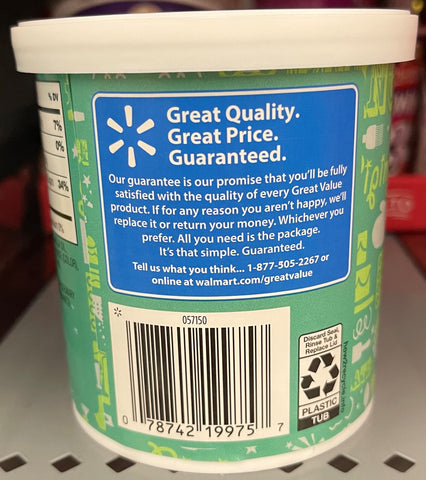 % DV
7%
0%
34%
COLOR,
Great Quality.
Great Price.
Guaranteed.
Our guarantee is our promise that you'll be fully
satisfied with the quality of every Great Value
product. If for any reason you aren't happy, we'll
replace it or return your money. Whichever you
prefer. All you need is the package.
It's that simple. Guaranteed.
Tell us what you think... 1-877-505-2267 or
online at walmart.com/greatvalue
057150
0 78742 19975 7
Discard Seal,
Rinse Tub &
Replace Lid
how2recycle.info
PLASTIC
TUB